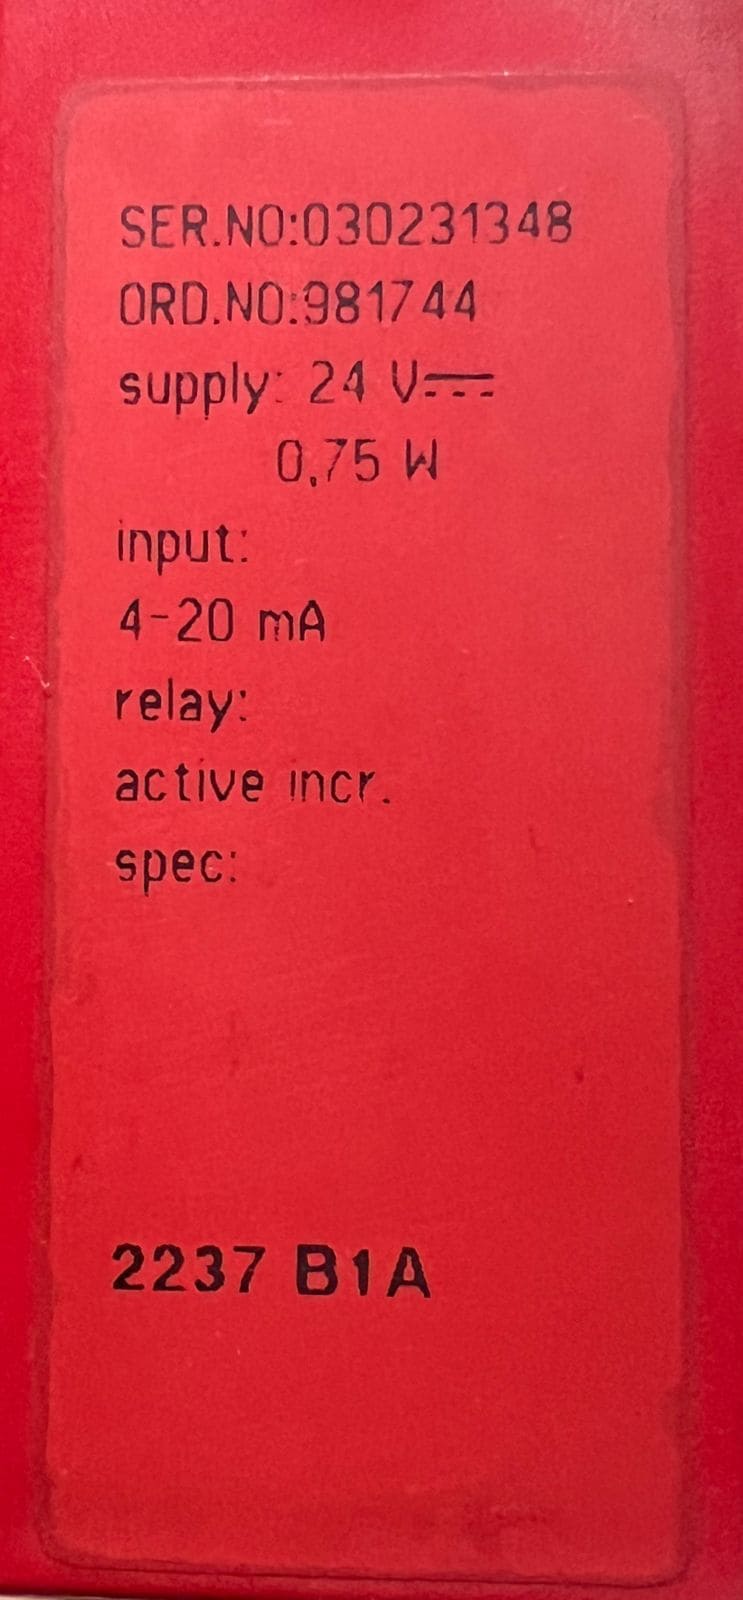 SER.NO:030231348
ORD.NO:981744
supply: 24 V⎓
0.75 W
input:
4-20 mA
relay:
active incr.
spec:
2237 B1A